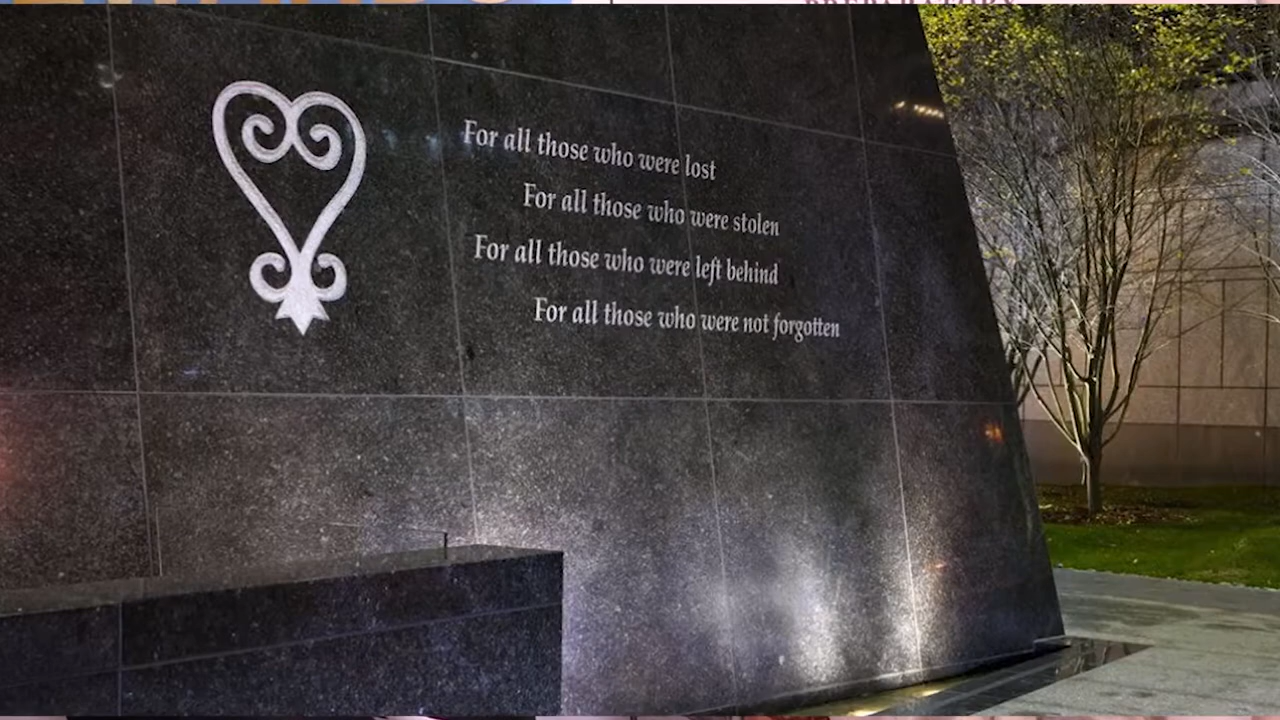 For all those who were lost
For all those who were stolen
For all those who were left behind
For all those who were not forgotten